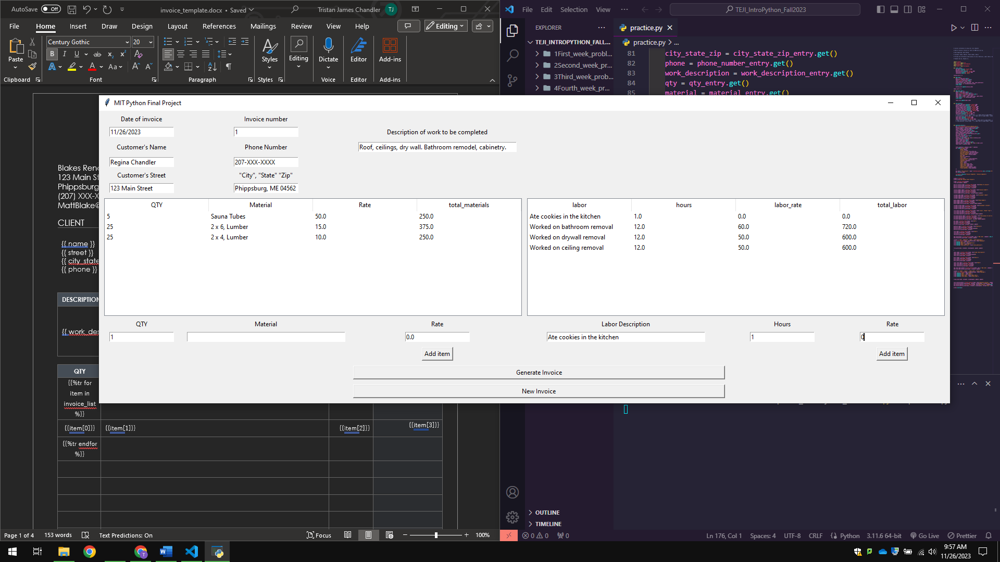 AutoSave Off
invoice_template.docx • Saved
Tristan James Chandler TJ
File Home Insert Draw Design Layout References Mailings Review View Help
Editing
Paste
Century Gothic 20
B I U ab x₂ x²
A A Aa A A
Styles
Editing
Dictate
Editor
Add-ins
Clipboard Font Paragraph Styles Voice Editor Add-ins
File Edit Selection View ···
TEJI_IntroPython_Fall2023
EXPLORER
TEJI_INTROPYTHON_FALL...
1First_week_probl...
2Second_week_pr...
3Third_week_prob...
4Fourth_week_pr...
practice.py
practice.py > ...
81 city_state_zip = city_state_zip_entry.get()
82 phone = phone_number_entry.get()
83 work_description = work_description_entry.get()
84 qty = qty_entry.get()
85 material = material_entry.get()
MIT Python Final Project
Date of invoice Invoice number
11/26/2023 1 Description of work to be completed
Customer's Name Phone Number Roof, ceilings, dry wall. Bathroom remodel, cabinetry.
Regina Chandler 207-XXX-XXXX
Customer's Street "City", "State" "Zip"
123 Main Street Phippsburg, ME 04562
QTY Material Rate total_materials
5 Sauna Tubes 50.0 250.0
25 2 x 6, Lumber 15.0 375.0
25 2 x 4, Lumber 10.0 250.0
labor hours labor_rate total_labor
Ate cookies in the kitchen 1.0 0.0 0.0
Worked on bathroom removal 12.0 60.0 720.0
Worked on drywall removal 12.0 50.0 600.0
Worked on ceiling removal 12.0 50.0 600.0
QTY Material Rate Labor Description Hours Rate
1 0.0 Ate cookies in the kitchen 1 0
Add item Add item
Generate Invoice
New Invoice
Blakes Reno
123 Main St
Phippsburg
(207) XXX-X
MattBlake@
CLIENT
{{ name }}
{{ street }}
{{ city_state
{{ phone }}
DESCRIPTION
{{ work_des
QTY
{{%tr for
item in
invoice_list
%}}
{{item[0]}} {{item[1]}} {{item[2]}} {{item[3]}}
{{%tr endfor
%}}
OUTLINE
TIMELINE
Page 1 of 4 153 words Text Predictions: On Focus 100%
0 0 0 Ln 176, Col 1 Spaces: 4 UTF-8 CRLF Python 3.11.6 64-bit Go Live Prettier
9:57 AM
11/26/2023